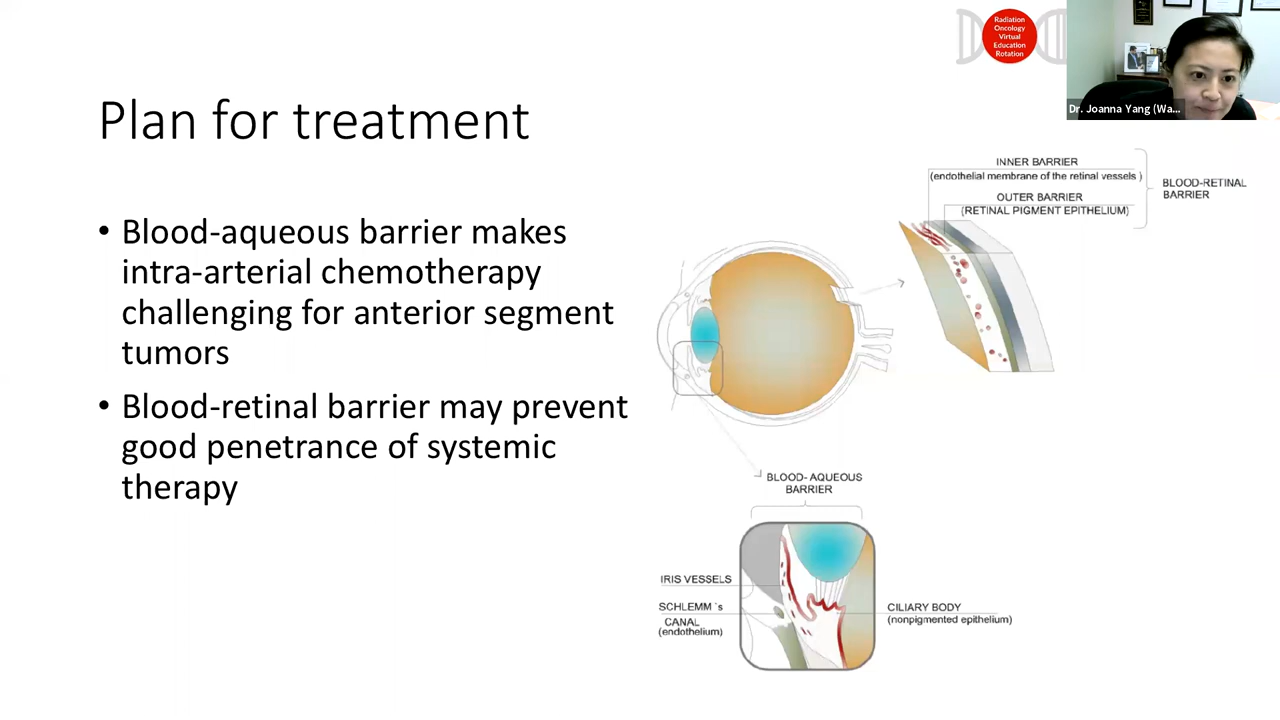 Radiation
Oncology
Virtual
Education
Rotation
Dr. Joanna Yang (Wa...
Plan for treatment
• Blood-aqueous barrier makes
intra-arterial chemotherapy
challenging for anterior segment
tumors
• Blood-retinal barrier may prevent
good penetrance of systemic
therapy
INNER BARRIER
(endothelial membrane of the retinal vessels )
OUTER BARRIER
(RETINAL PIGMENT EPITHELIUM)
BLOOD-RETINAL
BARRIER
BLOOD- AQUEOUS
BARRIER
IRIS VESSELS
SCHLEMM ´s
CANAL
(endothelium)
CILIARY BODY
(nonpigmented epithelium)